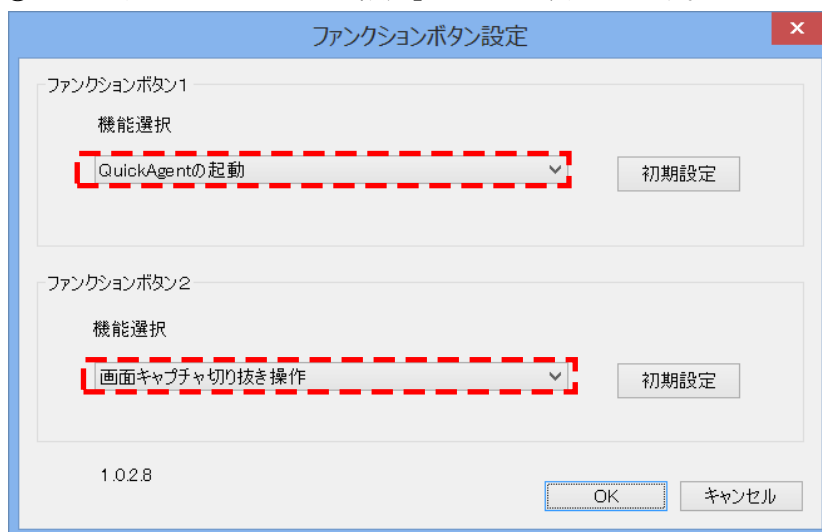 ファンクションボタン設定
ファンクションボタン1
機能選択
QuickAgentの起動
初期設定
ファンクションボタン2
機能選択
画面キャプチャ切り抜き操作
初期設定
1.0.2.8
OK
キャンセル